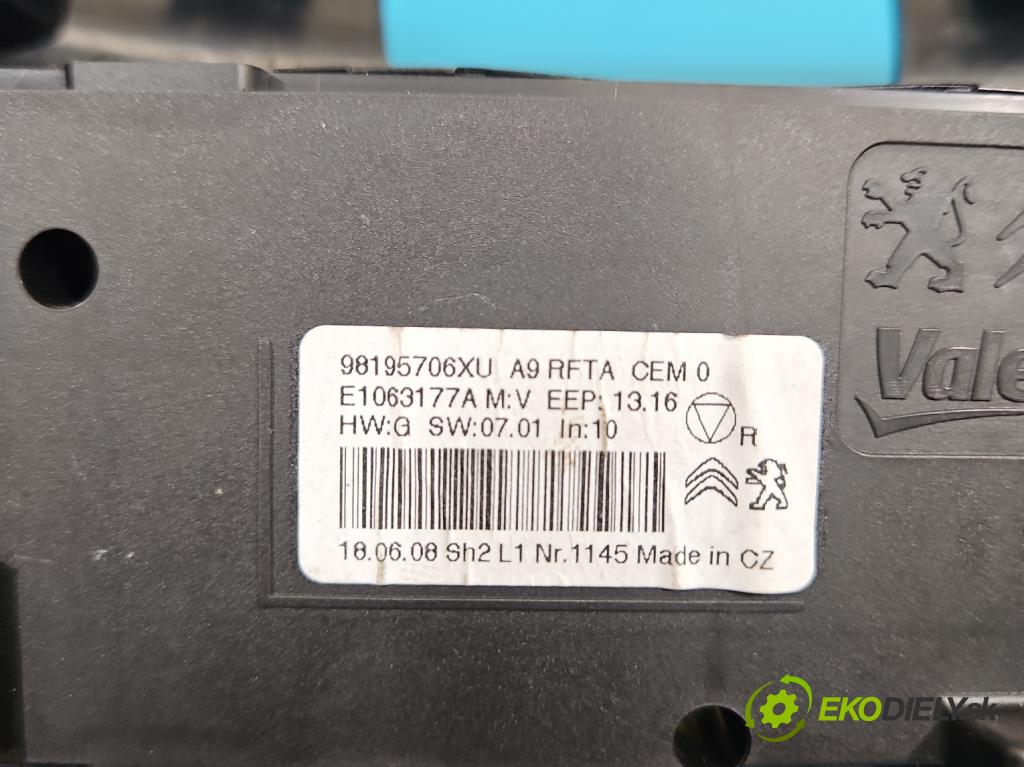 98195706XU A9 RFTA CEM 0
E1063177A M:V EEP: 13.16
HW:G SW:07.01 In:10
R
18.06.08 Sh2 L1 Nr.1145 Made in CZ
Vale
EKODIELY.sk